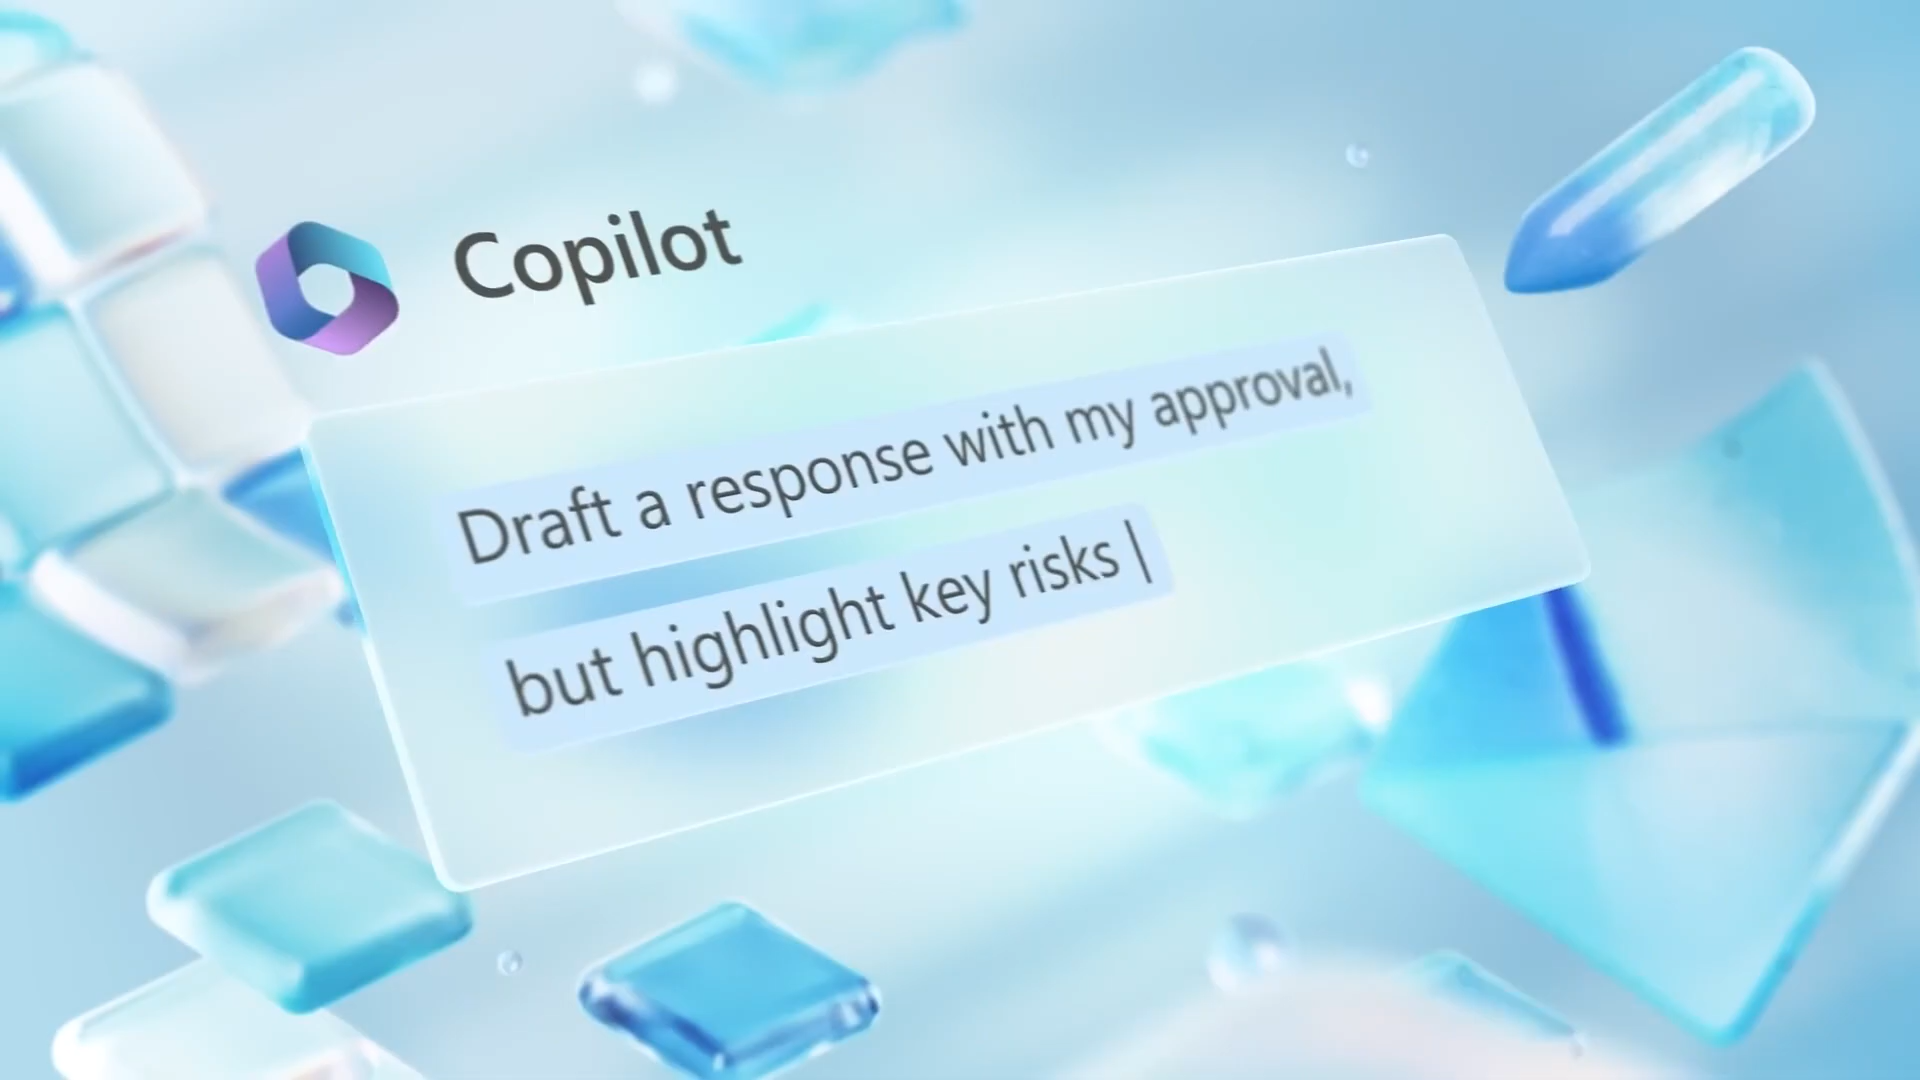 Copilot
Draft a response with my approval,
but highlight key risks |